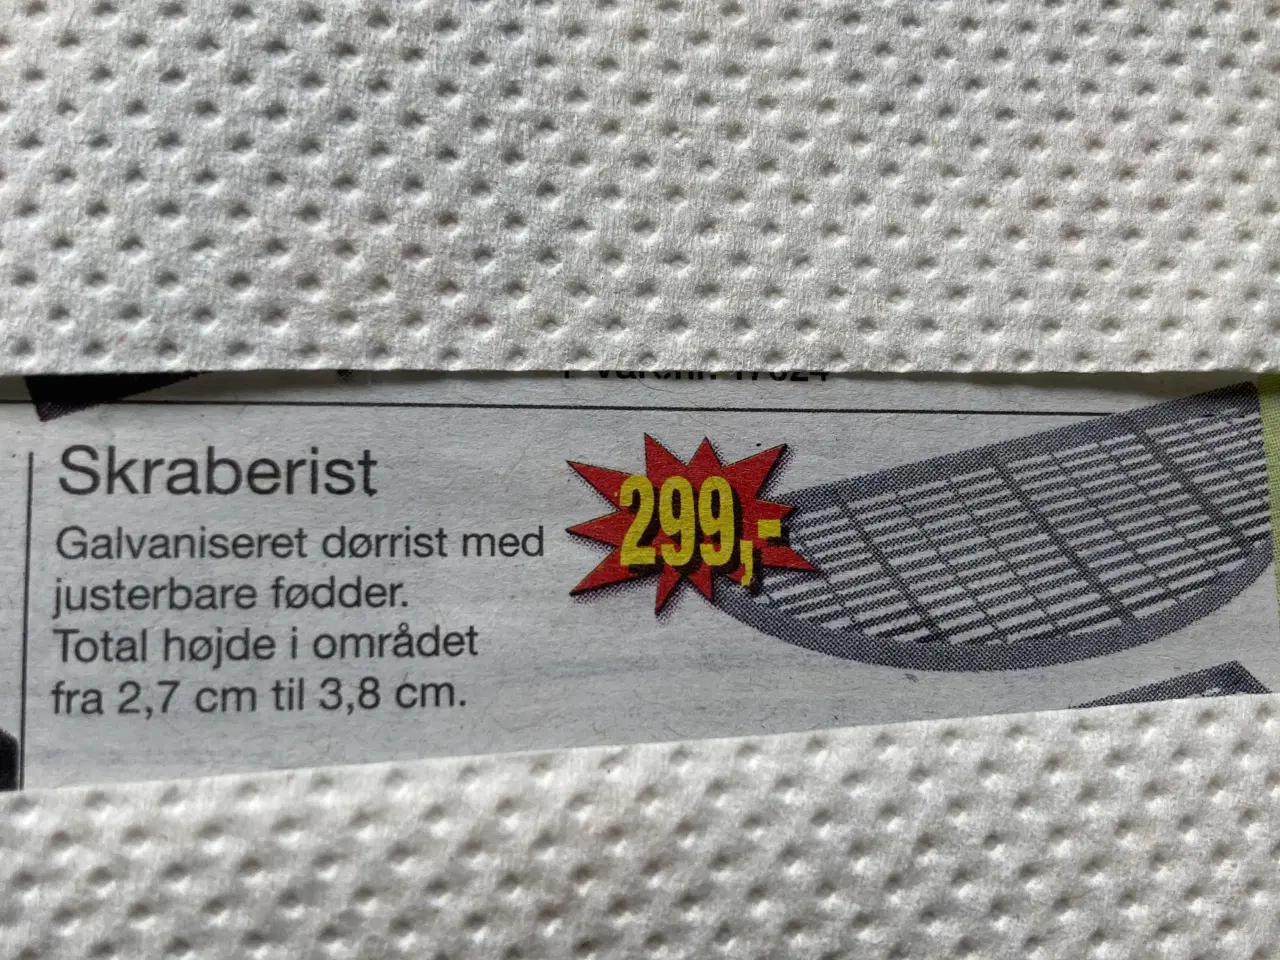 Skraberist
Galvaniseret dørrist med
justerbare fødder.
Total højde i området
fra 2,7 cm til 3,8 cm.
299,-